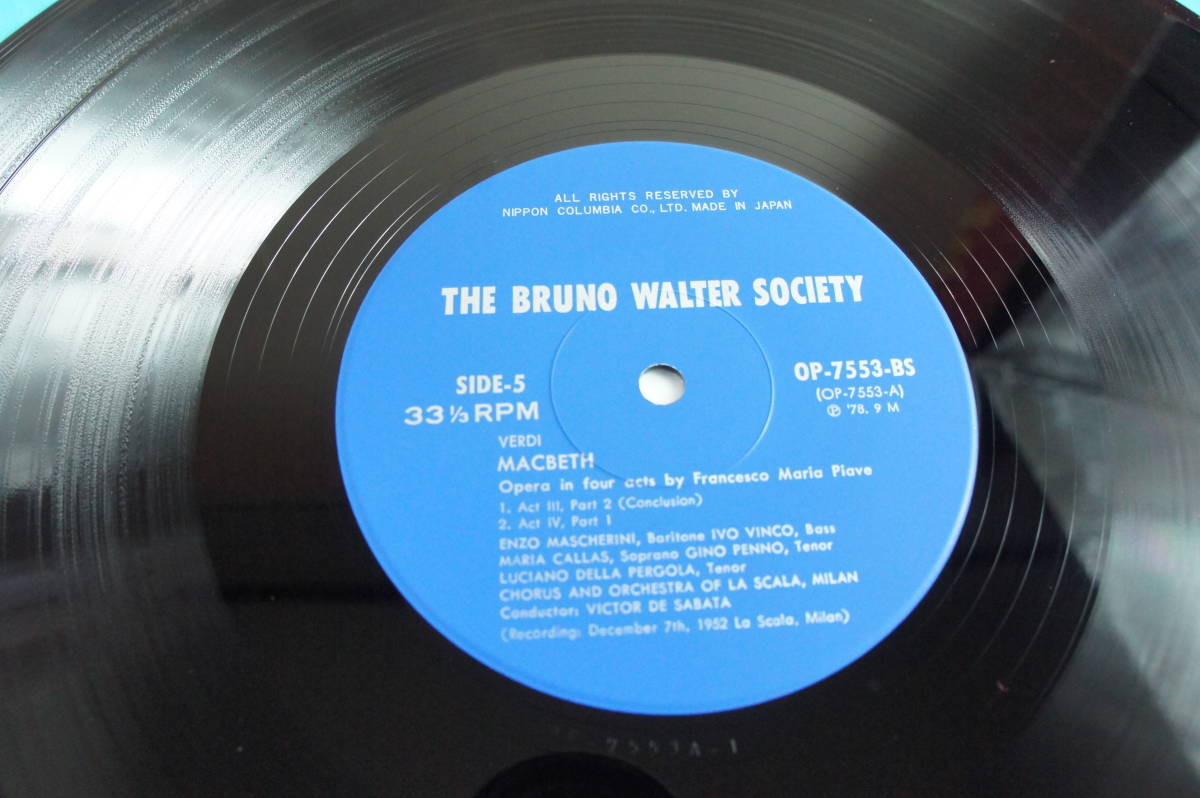 ALL RIGHTS RESERVED BY
NIPPON COLUMBIA CO., LTD. MADE IN JAPAN
THE BRUNO WALTER SOCIETY
SIDE-5
33 1/3 RPM
OP-7553-BS
(OP-7553-A)
Ⓟ '78. 9 M
VERDI
MACBETH
Opera in four acts by Francesco Maria Piave
1. Act III, Part 2 (Conclusion)
2. Act IV, Part 1
ENZO MASCHERINI, Baritone IVO VINCO, Bass
MARIA CALLAS, Soprano GINO PENNO, Tenor
LUCIANO DELLA PERGOLA, Tenor
CHORUS AND ORCHESTRA OF LA SCALA, MILAN
Conductor: VICTOR DE SABATA
(Recording: December 7th, 1952 La Scala, Milan)